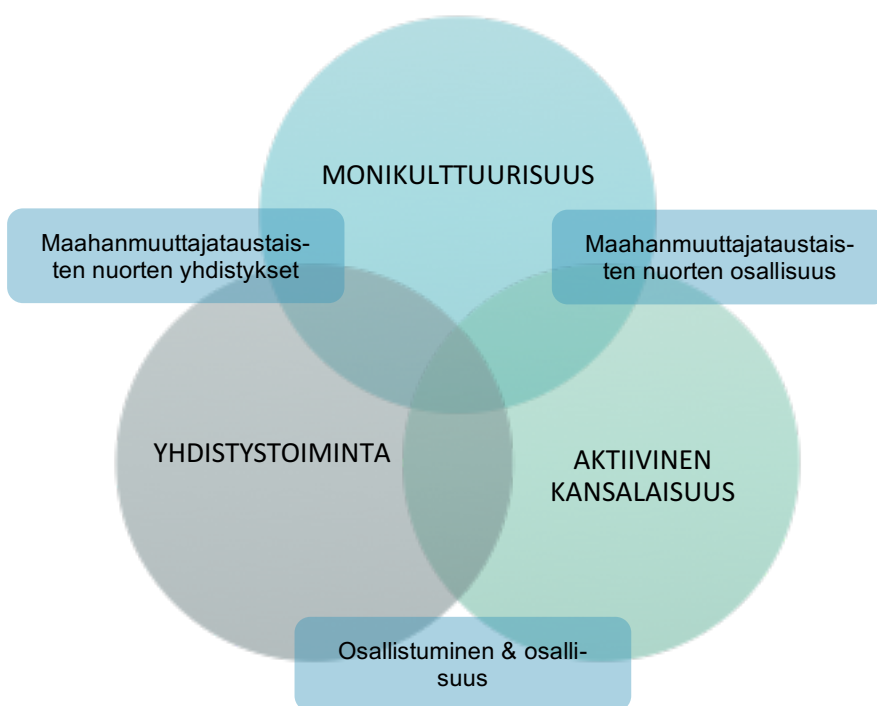 MONIKULTTUURISUUS
Maahanmuuttajataustais-
ten nuorten yhdistykset
Maahanmuuttajataustais-
ten nuorten osallisuus
YHDISTYSTOIMINTA
AKTIIVINEN
KANSALAISUUS
Osallistuminen & osalli-
suus